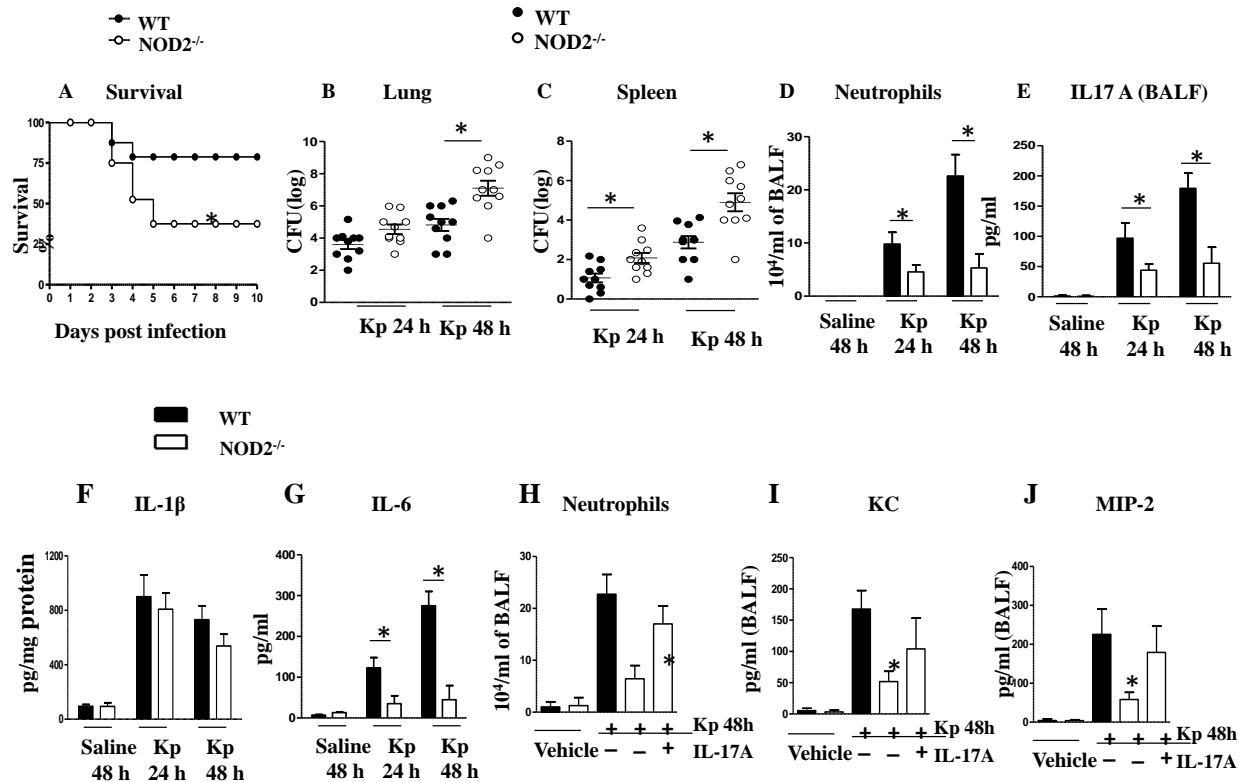 WT
NOD2-/-
WT
NOD2-/-
A Survival
B Lung
C Spleen
D Neutrophils
E IL17 A (BALF)
Survival
%
100
75
50
25
0
0 1 2 3 4 5 6 7 8 9 10
*
Days post infection
CFU(log)
10
8
6
4
2
0
*
Kp 24 h Kp 48 h
CFU(log)
8
6
4
2
0
* *
Kp 24 h Kp 48 h
10⁴/ml of BALF
30
20
10
0
* *
Saline Kp Kp
48 h 24 h 48 h
pg/ml
250
200
150
100
50
0
* *
Saline Kp Kp
48 h 24 h 48 h
WT
NOD2-/-
F IL-1β
G IL-6
H Neutrophils
I KC
J MIP-2
pg/mg protein
1200
800
400
0
Saline Kp Kp
48 h 24 h 48 h
pg/ml
400
300
200
100
0
* *
Saline Kp Kp
48 h 24 h 48 h
10⁴/ml of BALF
30
20
10
0
*
+ + + Kp 48h
Vehicle − − + IL-17A
pg/ml (BALF)
200
150
100
50
0
*
+ + + Kp 48h
Vehicle − − + IL-17A
pg/ml (BALF)
400
300
200
100
0
*
+ + + Kp 48h
Vehicle − − + IL-17A